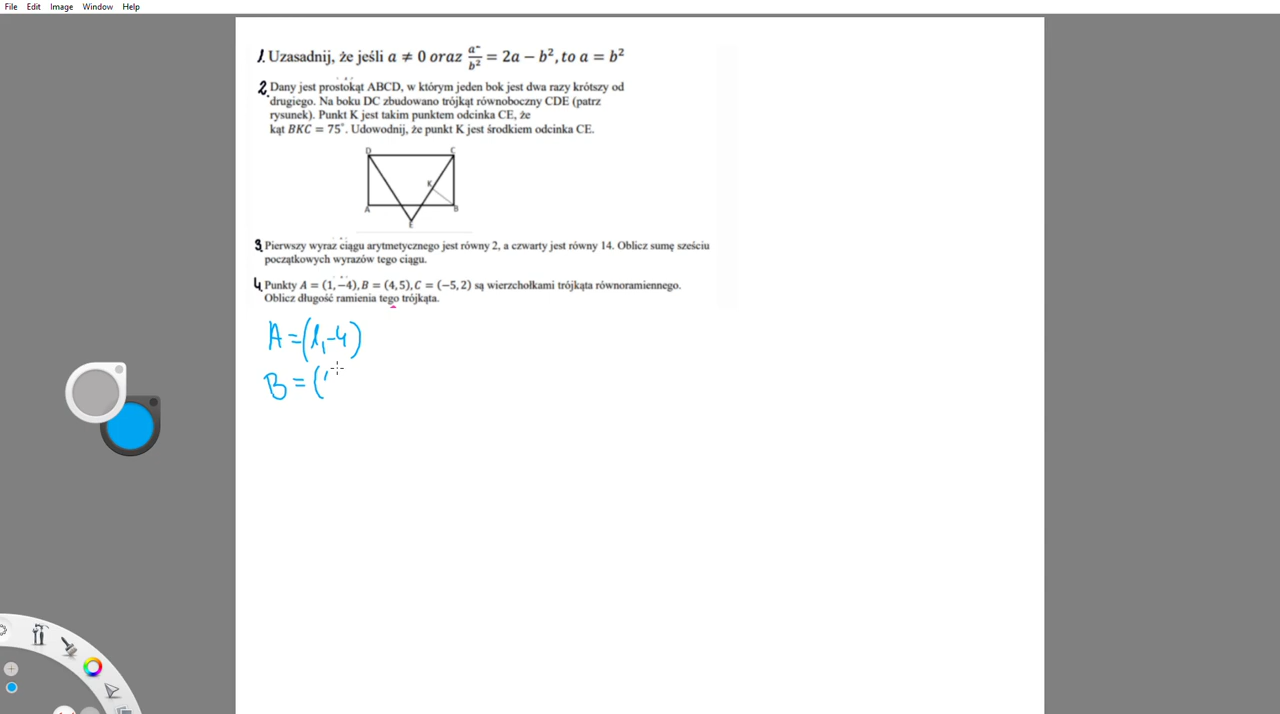 File Edit Image Window Help
1. Uzasadnij, że jeśli a ≠ 0 oraz a²/b² = 2a − b², to a = b²
2. Dany jest prostokąt ABCD, w którym jeden bok jest dwa razy krótszy od
drugiego. Na boku DC zbudowano trójkąt równoboczny CDE (patrz
rysunek). Punkt K jest takim punktem odcinka CE, że
kąt BKC = 75°. Udowodnij, że punkt K jest środkiem odcinka CE.
D C
K
A B
E
3. Pierwszy wyraz ciągu arytmetycznego jest równy 2, a czwarty jest równy 14. Oblicz sumę sześciu
początkowych wyrazów tego ciągu.
4. Punkty A = (1, −4), B = (4, 5), C = (−5, 2) są wierzchołkami trójkąta równoramiennego.
Oblicz długość ramienia tego trójkąta.
A = (1, -4)
B = (